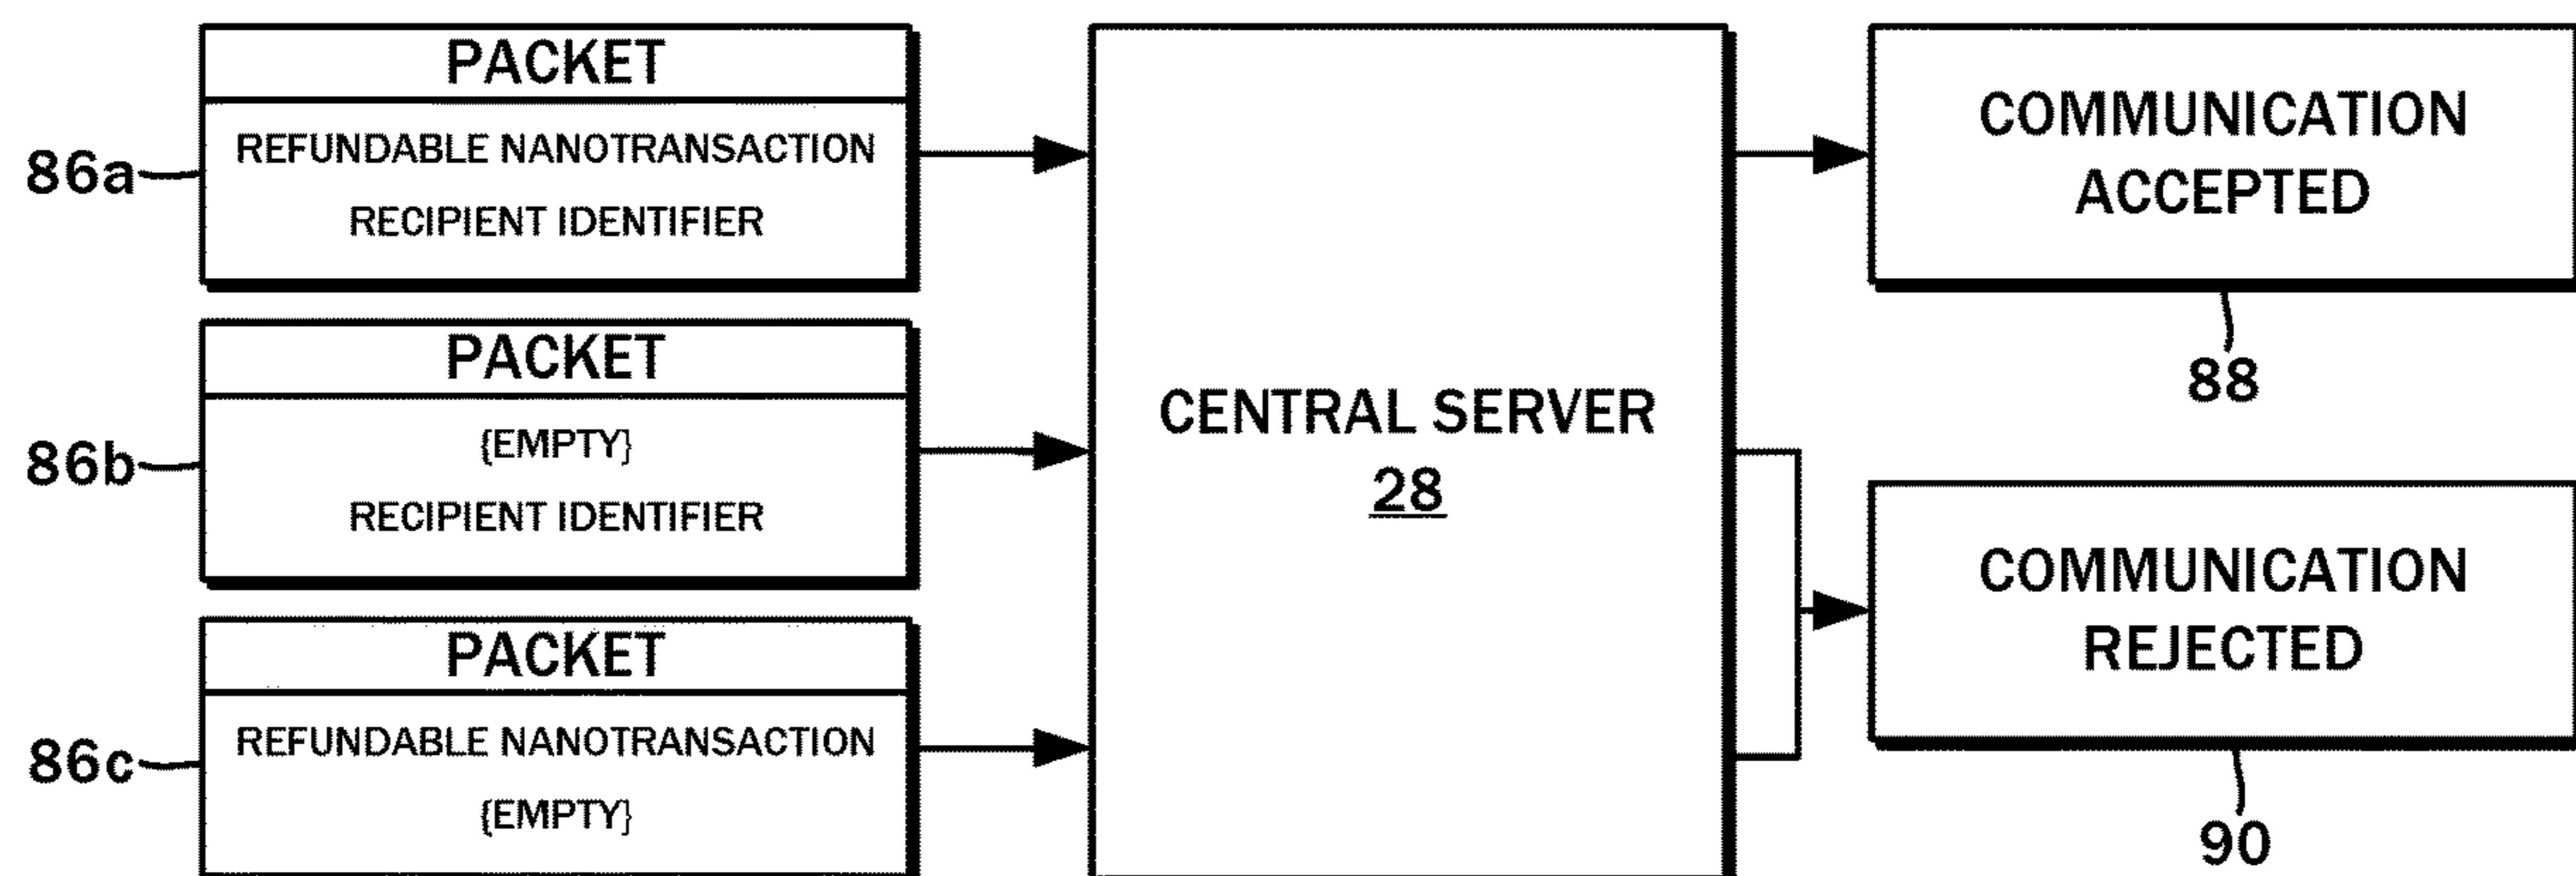 PACKET
86a
REFUNDABLE NANOTRANSACTION
RECIPIENT IDENTIFIER
PACKET
86b
{EMPTY}
RECIPIENT IDENTIFIER
PACKET
86c
REFUNDABLE NANOTRANSACTION
{EMPTY}
CENTRAL SERVER
28
COMMUNICATION
ACCEPTED
88
COMMUNICATION
REJECTED
90